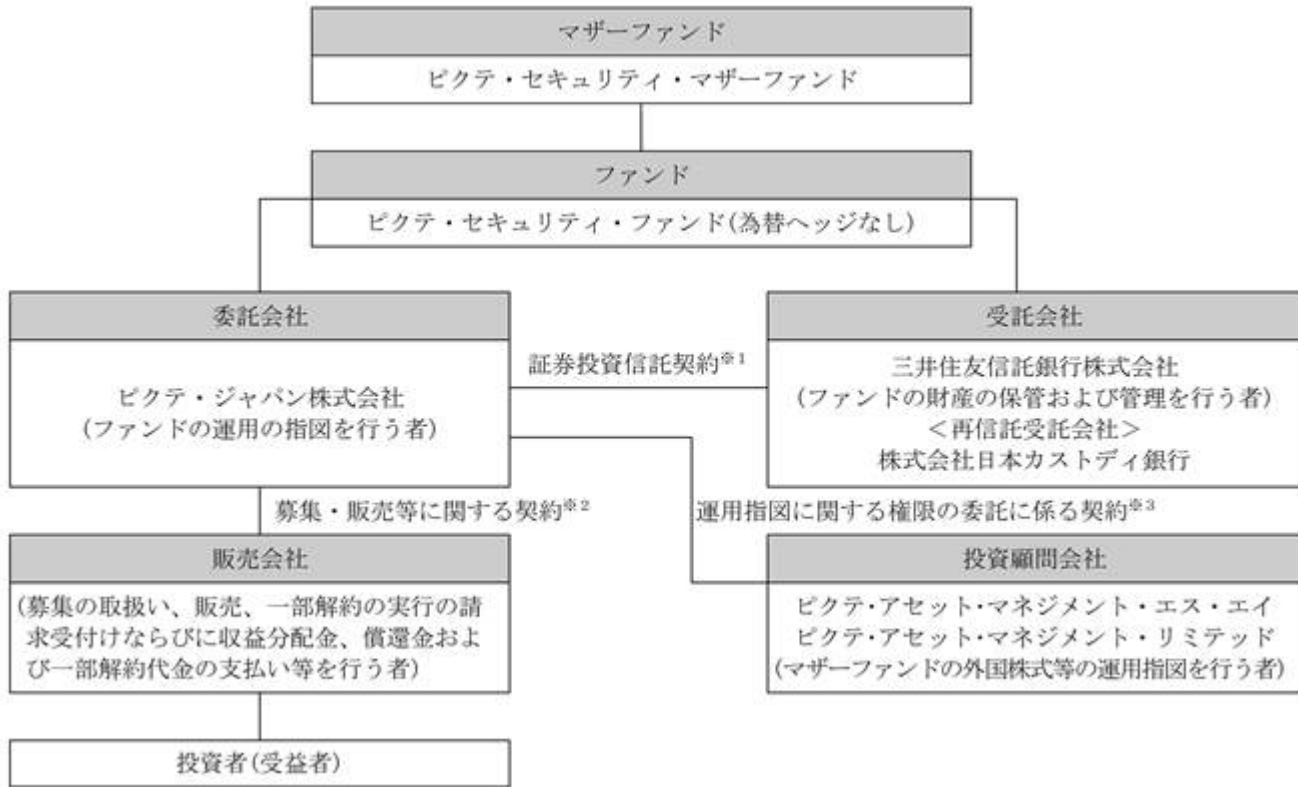 マザーファンド
ピクテ・セキュリティ・マザーファンド
ファンド
ピクテ・セキュリティ・ファンド(為替ヘッジなし)
委託会社
ピクテ・ジャパン株式会社
(ファンドの運用の指図を行う者)
証券投資信託契約※1
受託会社
三井住友信託銀行株式会社
(ファンドの財産の保管および管理を行う者)
<再信託受託会社>
株式会社日本カストディ銀行
募集・販売等に関する契約※2
運用指図に関する権限の委託に係る契約※3
販売会社
(募集の取扱い、販売、一部解約の実行の請
求受付けならびに収益分配金、償還金およ
び一部解約代金の支払い等を行う者)
投資顧問会社
ピクテ・アセット・マネジメント・エス・エイ
ピクテ・アセット・マネジメント・リミテッド
(マザーファンドの外国株式等の運用指図を行う者)
投資者(受益者)